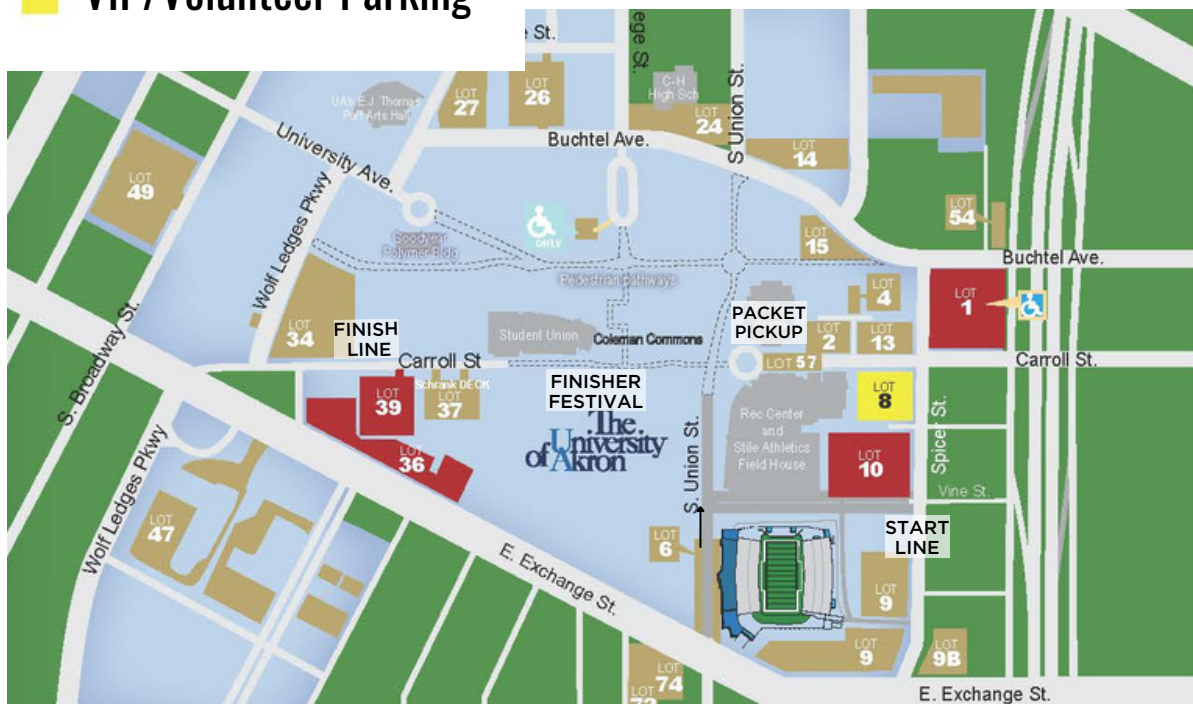 VIP/Volunteer Parking
e St.
ege St.
S Union St.
C-H
High Sch
LOT
27
LOT
26
LOT
24
UA's E.J. Thomas
Perf Arts Hall
University Ave.
Buchtel Ave.
LOT
14
LOT
49
Wolf Ledges Pkwy
ONLY
Goodyear
Polymer Bldg
LOT
15
LOT
54
Buchtel Ave.
Pedestrian pathways
S. Broadway St.
LOT
34
FINISH
LINE
Student Union
Coleman Commons
PACKET
PICKUP
LOT
4
LOT
2
LOT
13
LOT
1
Carroll St
LOT 57
Carroll St.
Schrank DECK
LOT
39
LOT
37
FINISHER
FESTIVAL
LOT
8
The
University
of Akron
Rec Center
and
Stile Athletics
Field House
S. Union St.
LOT
36
LOT
10
Spicer St.
Vine St.
Wolf Ledges Pkwy
LOT
47
E. Exchange St.
LOT
6
START
LINE
LOT
9
LOT
9
LOT
9B
LOT
74
LOT
E. Exchange St.